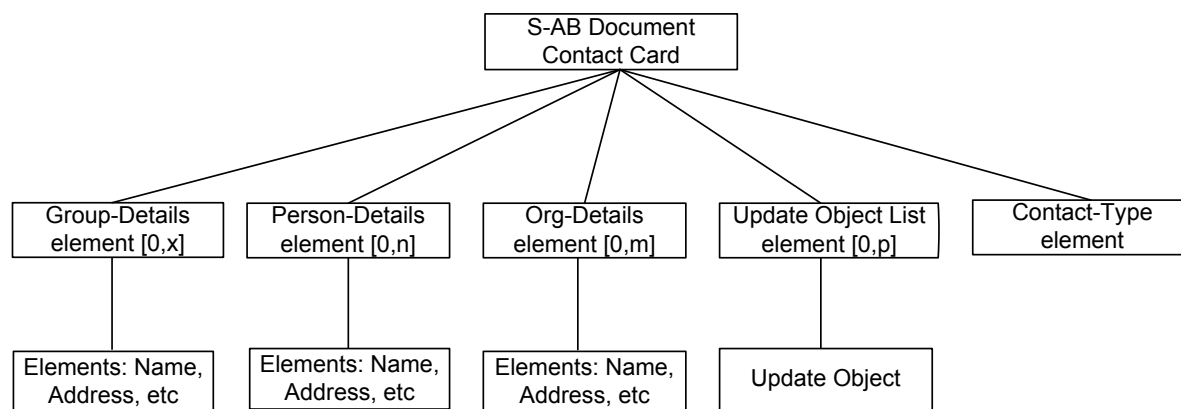 S-AB Document
Contact Card
Group-Details
element [0,x]
Person-Details
element [0,n]
Org-Details
element [0,m]
Update Object List
element [0,p]
Contact-Type
element
Elements: Name,
Address, etc
Elements: Name,
Address, etc
Elements: Name,
Address, etc
Update Object